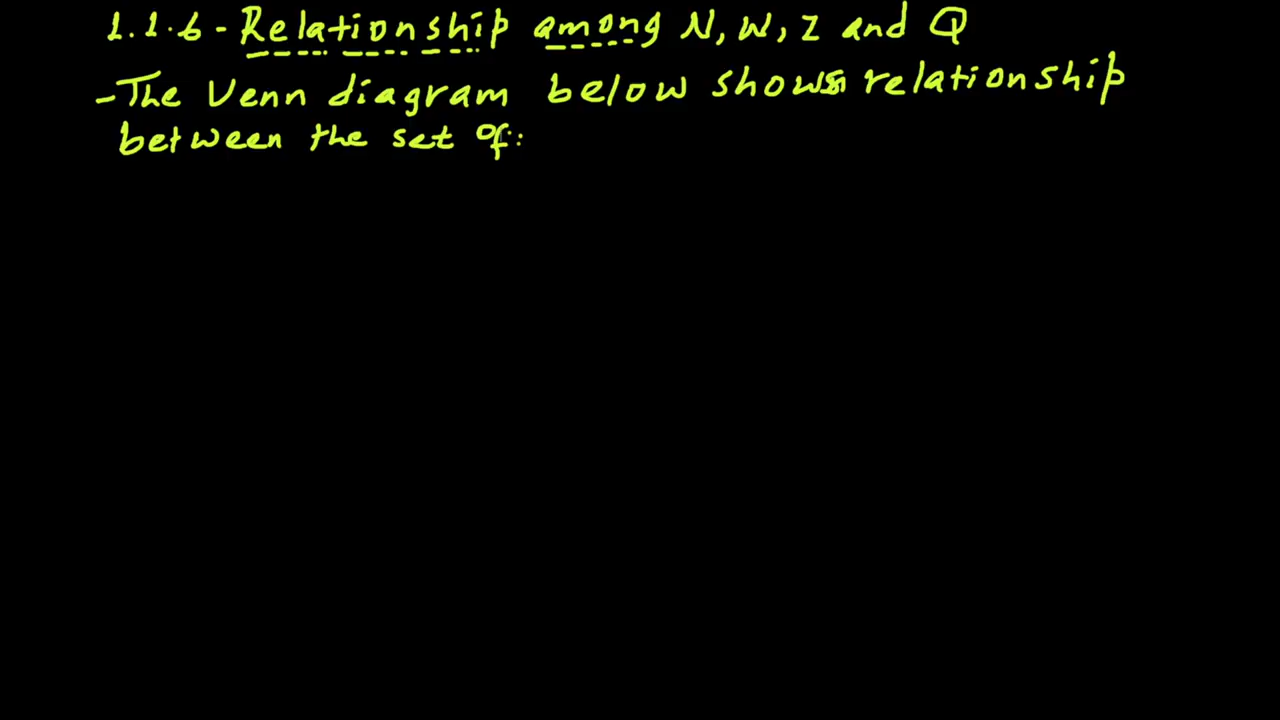 1.1.6 - Relationship among N, W, Z and Q
- The Venn diagram below shows relationship
between the set of: